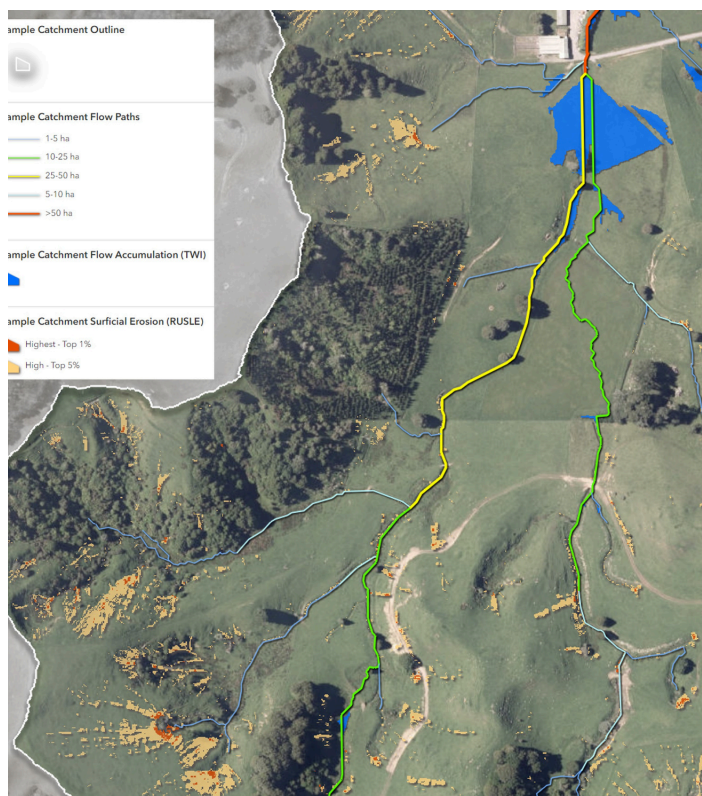 ample Catchment Outline
ample Catchment Flow Paths
1-5 ha
10-25 ha
25-50 ha
5-10 ha
>50 ha
ample Catchment Flow Accumulation (TWI)
ample Catchment Surficial Erosion (RUSLE)
Highest - Top 1%
High - Top 5%